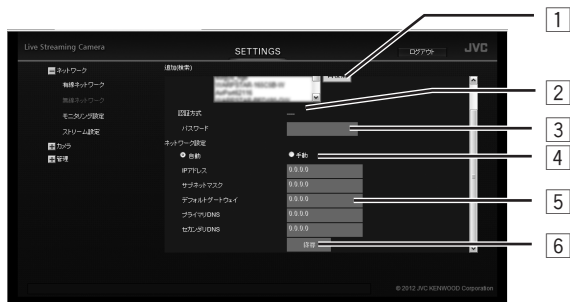 Live Streaming Camera
SETTINGS
ログアウト
JVC
1
ネットワーク
有線ネットワーク
無線ネットワーク
モニタリング設定
ストリーム設定
カメラ
管理
追加(検索)
認証方式
2
パスワード
3
ネットワーク設定
自動
手動
4
IPアドレス
0.0.0.0
サブネットマスク
0.0.0.0
デフォルトゲートウェイ
0.0.0.0
5
プライマリDNS
0.0.0.0
セカンダリDNS
0.0.0.0
保存
6
© 2012 JVC KENWOOD Corporation